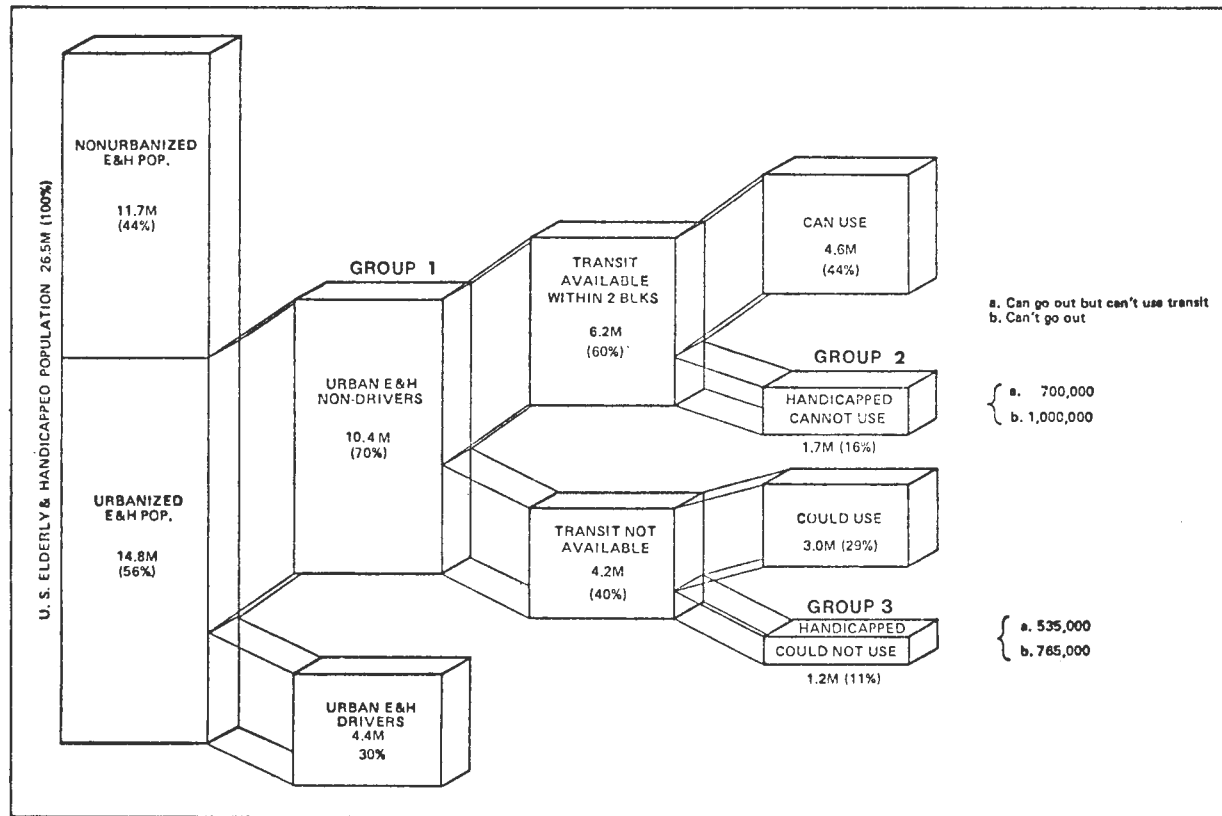 U. S. ELDERLY & HANDICAPPED POPULATION 26.5M (100%)
NONURBANIZED
E&H POP.
11.7M
(44%)
URBANIZED
E&H POP.
14.8M
(56%)
GROUP 1
URBAN E&H
NON-DRIVERS
10.4M
(70%)
URBAN E&H
DRIVERS
4.4M
30%
TRANSIT
AVAILABLE
WITHIN 2 BLKS
6.2M
(60%)
TRANSIT NOT
AVAILABLE
4.2M
(40%)
CAN USE
4.6M
(44%)
a. Can go out but can't use transit
b. Can't go out
GROUP 2
HANDICAPPED
CANNOT USE
1.7M (16%)
a. 700,000
b. 1,000,000
COULD USE
3.0M (29%)
GROUP 3
HANDICAPPED
COULD NOT USE
1.2M (11%)
a. 535,000
b. 765,000